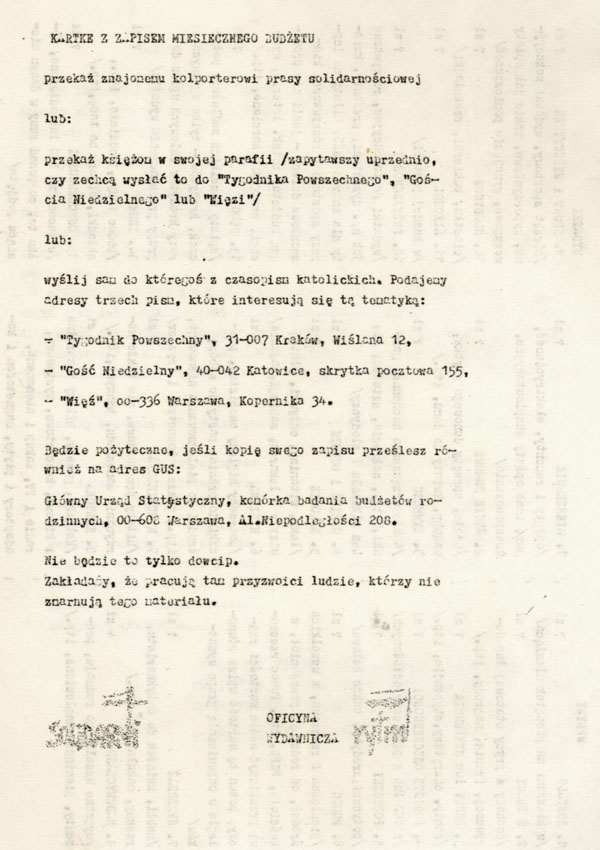 KARTKE Z ZAPISEM MIESIECZNEGO BUDŻETU
przekaż znajomemu kolporterowi prasy solidarnościowej
lub:
przekaż księżom w swojej parafii /zapytawszy uprzednio,
czy zechcą wysłać to do "Tygodnika Powszechnego", "Goś-
cia Niedzielnego" lub "Więzi"/
lub:
wyślij sam do któregoś z czasopism katolickich. Podajemy
adresy trzech pism, które interesują się tą tematyką:
- "Tygodnik Powszechny", 31-007 Kraków, Wiślana 12,
- "Gość Niedzielny", 40-042 Katowice, skrytka pocztowa 155,
- "Więź", 00-336 Warszawa, Kopernika 34.
Będzie pożyteczne, jeśli kopię swego zapisu prześlesz ró-
wnież na adres GUS:
Główny Urząd Statystyczny, komórka badania budżetów ro-
dzinnych, 00-608 Warszawa, Al.Niepodległości 208.
Nie będzie to tylko dowcip.
Zakładamy, że pracują tam przyzwoici ludzie, którzy nie
zmarnują tego materiału.
OFICYNA
WYDAWNICZA